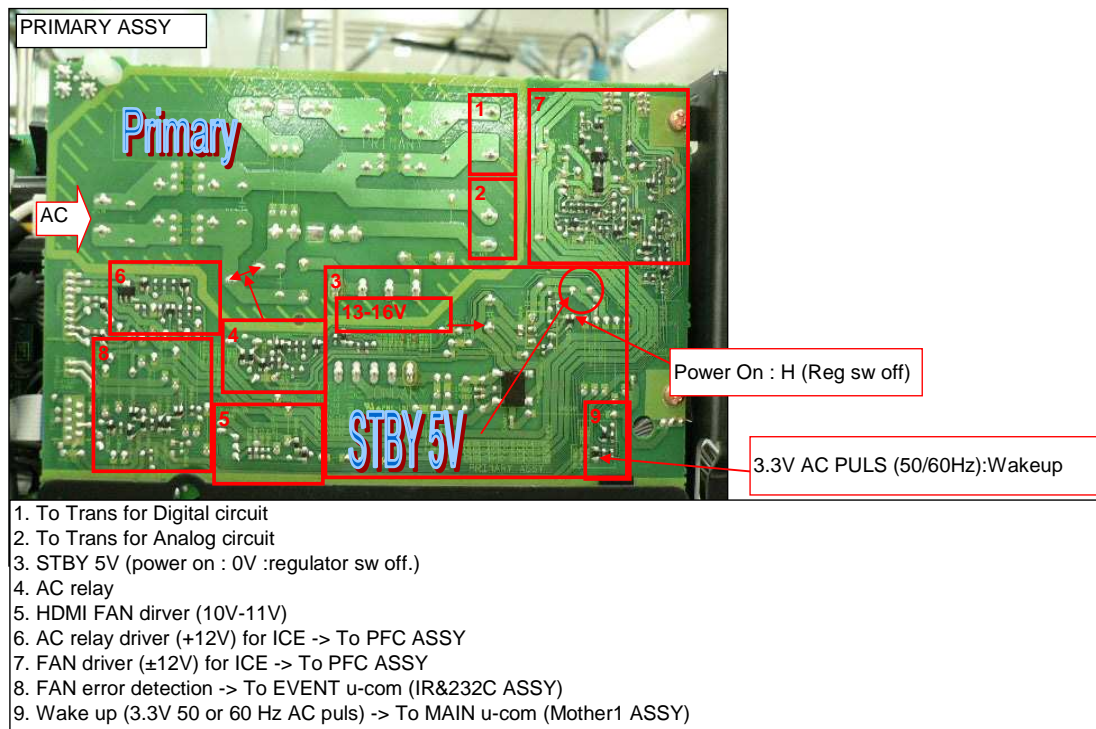 PRIMARY ASSY
Primary
1
7
2
AC
6
3
13-16V
4
Power On : H (Reg sw off)
8
5
STBY 5V
9
3.3V AC PULS (50/60Hz):Wakeup
PRIMARY ASSY
1. To Trans for Digital circuit
2. To Trans for Analog circuit
3. STBY 5V (power on : 0V :regulator sw off.)
4. AC relay
5. HDMI FAN dirver (10V-11V)
6. AC relay driver (+12V) for ICE -> To PFC ASSY
7. FAN driver (±12V) for ICE -> To PFC ASSY
8. FAN error detection -> To EVENT u-com (IR&232C ASSY)
9. Wake up (3.3V 50 or 60 Hz AC puls) -> To MAIN u-com (Mother1 ASSY)